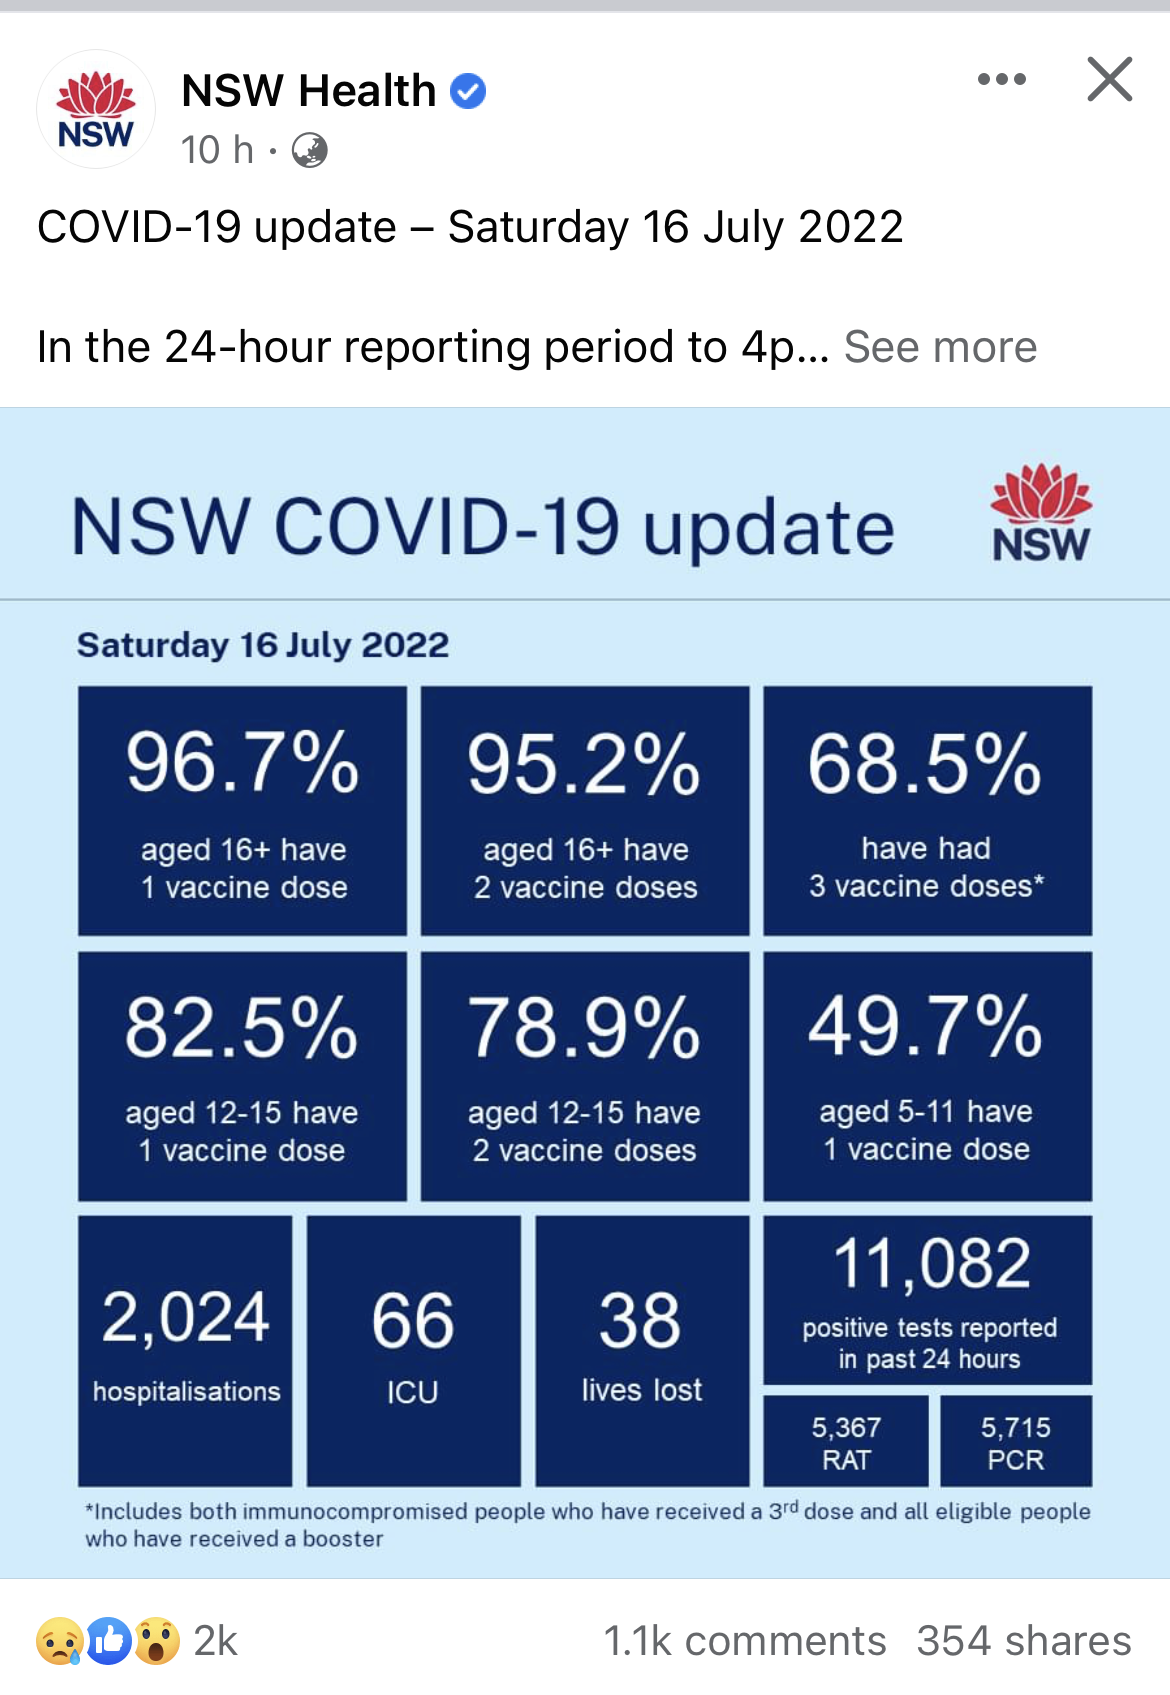 NSW
NSW Health
10 h ·
COVID-19 update – Saturday 16 July 2022
In the 24-hour reporting period to 4p... See more
NSW COVID-19 update
NSW
Saturday 16 July 2022
96.7%
aged 16+ have
1 vaccine dose
95.2%
aged 16+ have
2 vaccine doses
68.5%
have had
3 vaccine doses*
82.5%
aged 12-15 have
1 vaccine dose
78.9%
aged 12-15 have
2 vaccine doses
49.7%
aged 5-11 have
1 vaccine dose
2,024
hospitalisations
66
ICU
38
lives lost
11,082
positive tests reported
in past 24 hours
5,367
RAT
5,715
PCR
*Includes both immunocompromised people who have received a 3rd dose and all eligible people
who have received a booster
2k
1.1k comments 354 shares